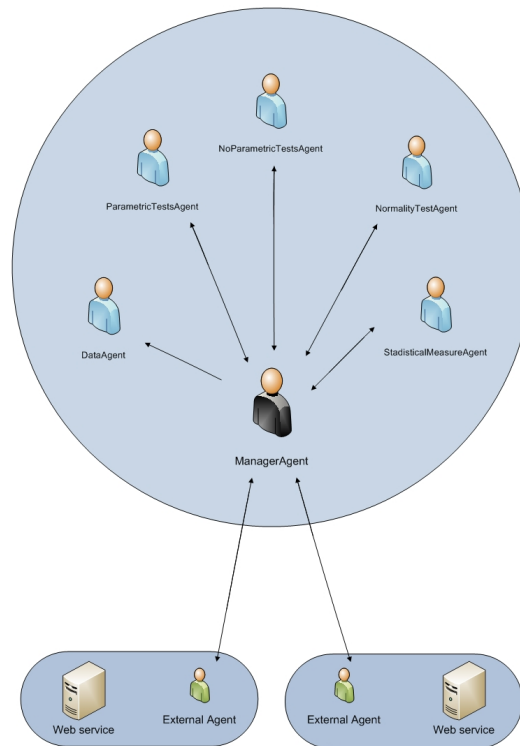 NoParametricTestsAgent
ParametricTestsAgent
NormalityTestAgent
DataAgent
StadisticalMeasureAgent
ManagerAgent
Web service
External Agent
External Agent
Web service